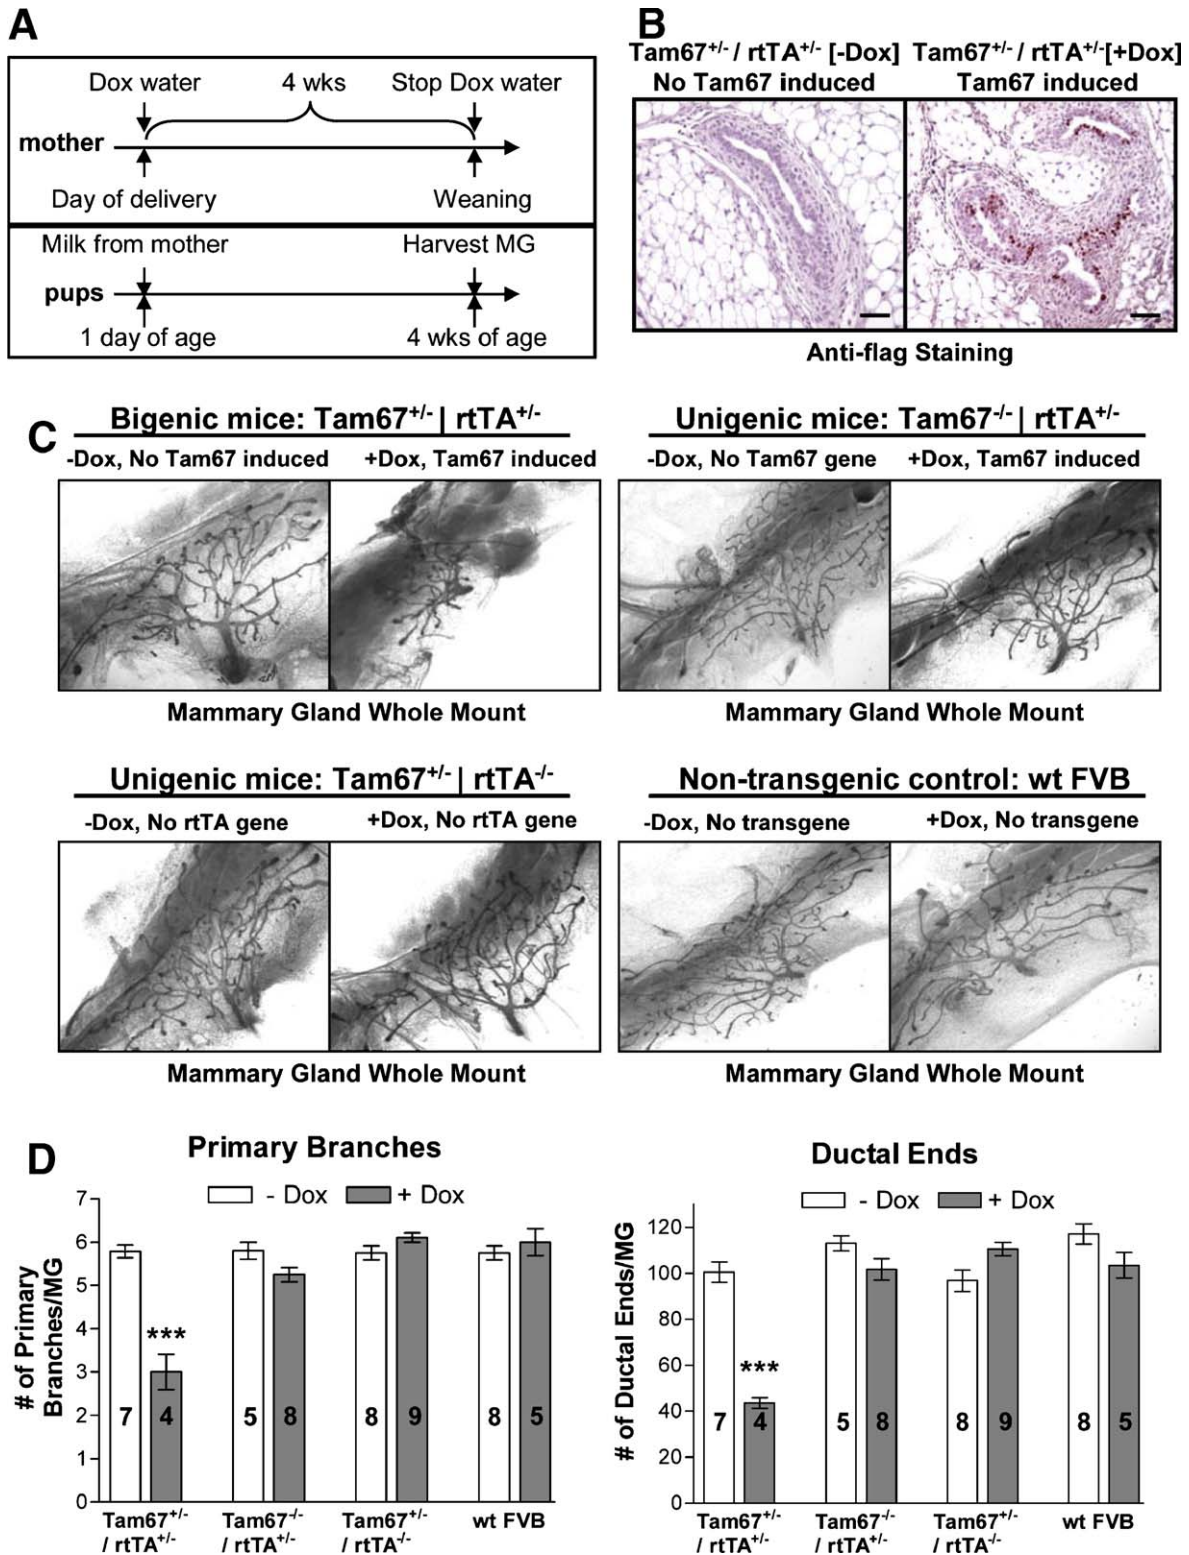 A
Dox water
4 wks
Stop Dox water
mother
Day of delivery
Weaning
Milk from mother
Harvest MG
pups
1 day of age
4 wks of age
B
Tam67+/- / rtTA+/- [-Dox]
No Tam67 induced
Tam67+/- / rtTA+/-[+Dox]
Tam67 induced
Anti-flag Staining
C
Bigenic mice: Tam67+/- | rtTA+/-
-Dox, No Tam67 induced
+Dox, Tam67 induced
Mammary Gland Whole Mount
Unigenic mice: Tam67-/- | rtTA+/-
-Dox, No Tam67 gene
+Dox, Tam67 induced
Mammary Gland Whole Mount
Unigenic mice: Tam67+/- | rtTA-/-
-Dox, No rtTA gene
+Dox, No rtTA gene
Mammary Gland Whole Mount
Non-transgenic control: wt FVB
-Dox, No transgene
+Dox, No transgene
Mammary Gland Whole Mount
D
Primary Branches
- Dox
+ Dox
# of Primary
Branches/MG
7
6
5
4
3
2
1
0
***
7 4 5 8 8 9 8 5
Tam67+/-
/ rtTA+/-
Tam67-/-
/ rtTA+/-
Tam67+/-
/ rtTA-/-
wt FVB
Ductal Ends
- Dox
+ Dox
# of Ductal Ends/MG
120
100
80
60
40
20
0
***
7 4 5 8 8 9 8 5
Tam67+/-
/ rtTA+/-
Tam67-/-
/ rtTA+/-
Tam67+/-
/ rtTA-/-
wt FVB